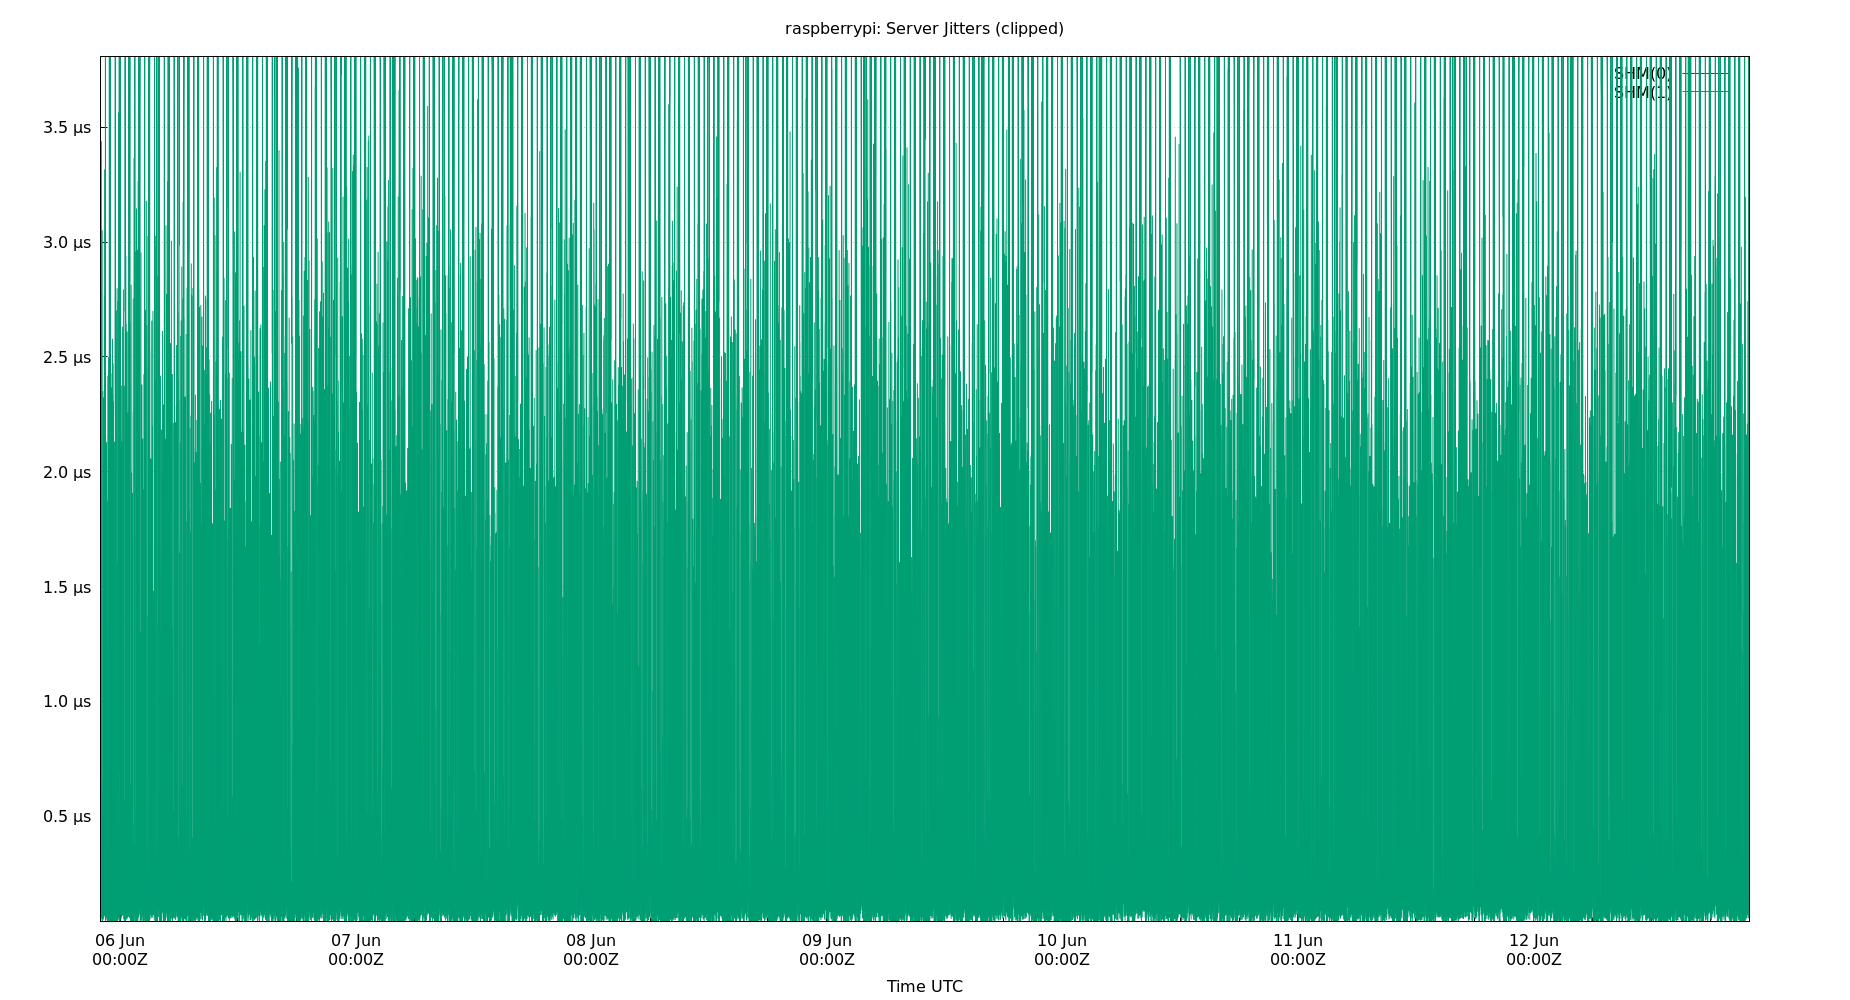 raspberrypi: Server Jitters (clipped)
SHM(0)
SHM(1)
3.5 µs
3.0 µs
2.5 µs
2.0 µs
1.5 µs
1.0 µs
0.5 µs
06 Jun 07 Jun 08 Jun 09 Jun 10 Jun 11 Jun 12 Jun
00:00Z 00:00Z 00:00Z 00:00Z 00:00Z 00:00Z 00:00Z
Time UTC